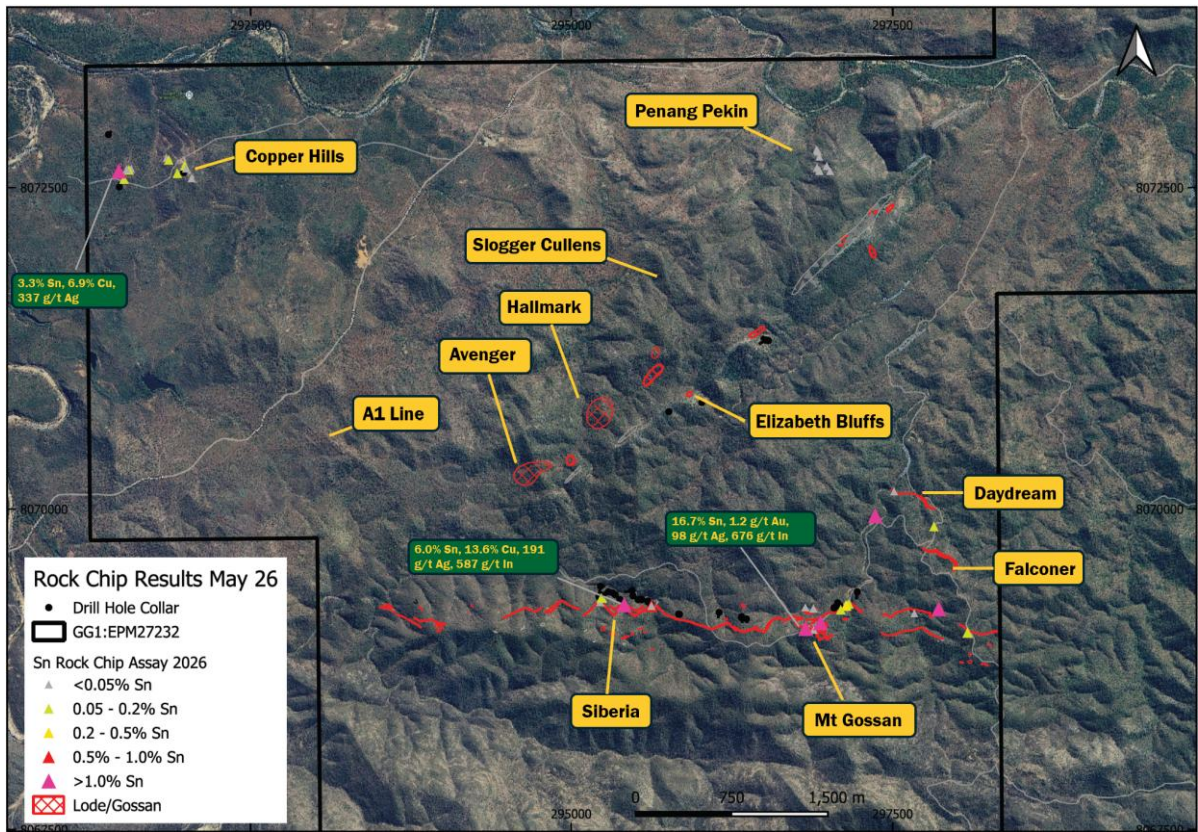 292500
295000
297500
Penang Pekin
Copper Hills
8072500
8072500
Slogger Cullens
3.3% Sn, 6.9% Cu,
337 g/t Ag
Hallmark
Avenger
A1 Line
Elizabeth Bluffs
Daydream
8070000
8070000
16.7% Sn, 1.2 g/t Au,
98 g/t Ag, 676 g/t In
6.0% Sn, 13.6% Cu, 191
g/t Ag, 587 g/t In
Falconer
Rock Chip Results May 26
Drill Hole Collar
GG1:EPM27232
Sn Rock Chip Assay 2026
<0.05% Sn
0.05 - 0.2% Sn
0.2 - 0.5% Sn
0.5% - 1.0% Sn
>1.0% Sn
Lode/Gossan
Siberia
Mt Gossan
0 750 1,500 m
295000
297500
8067500
8067500